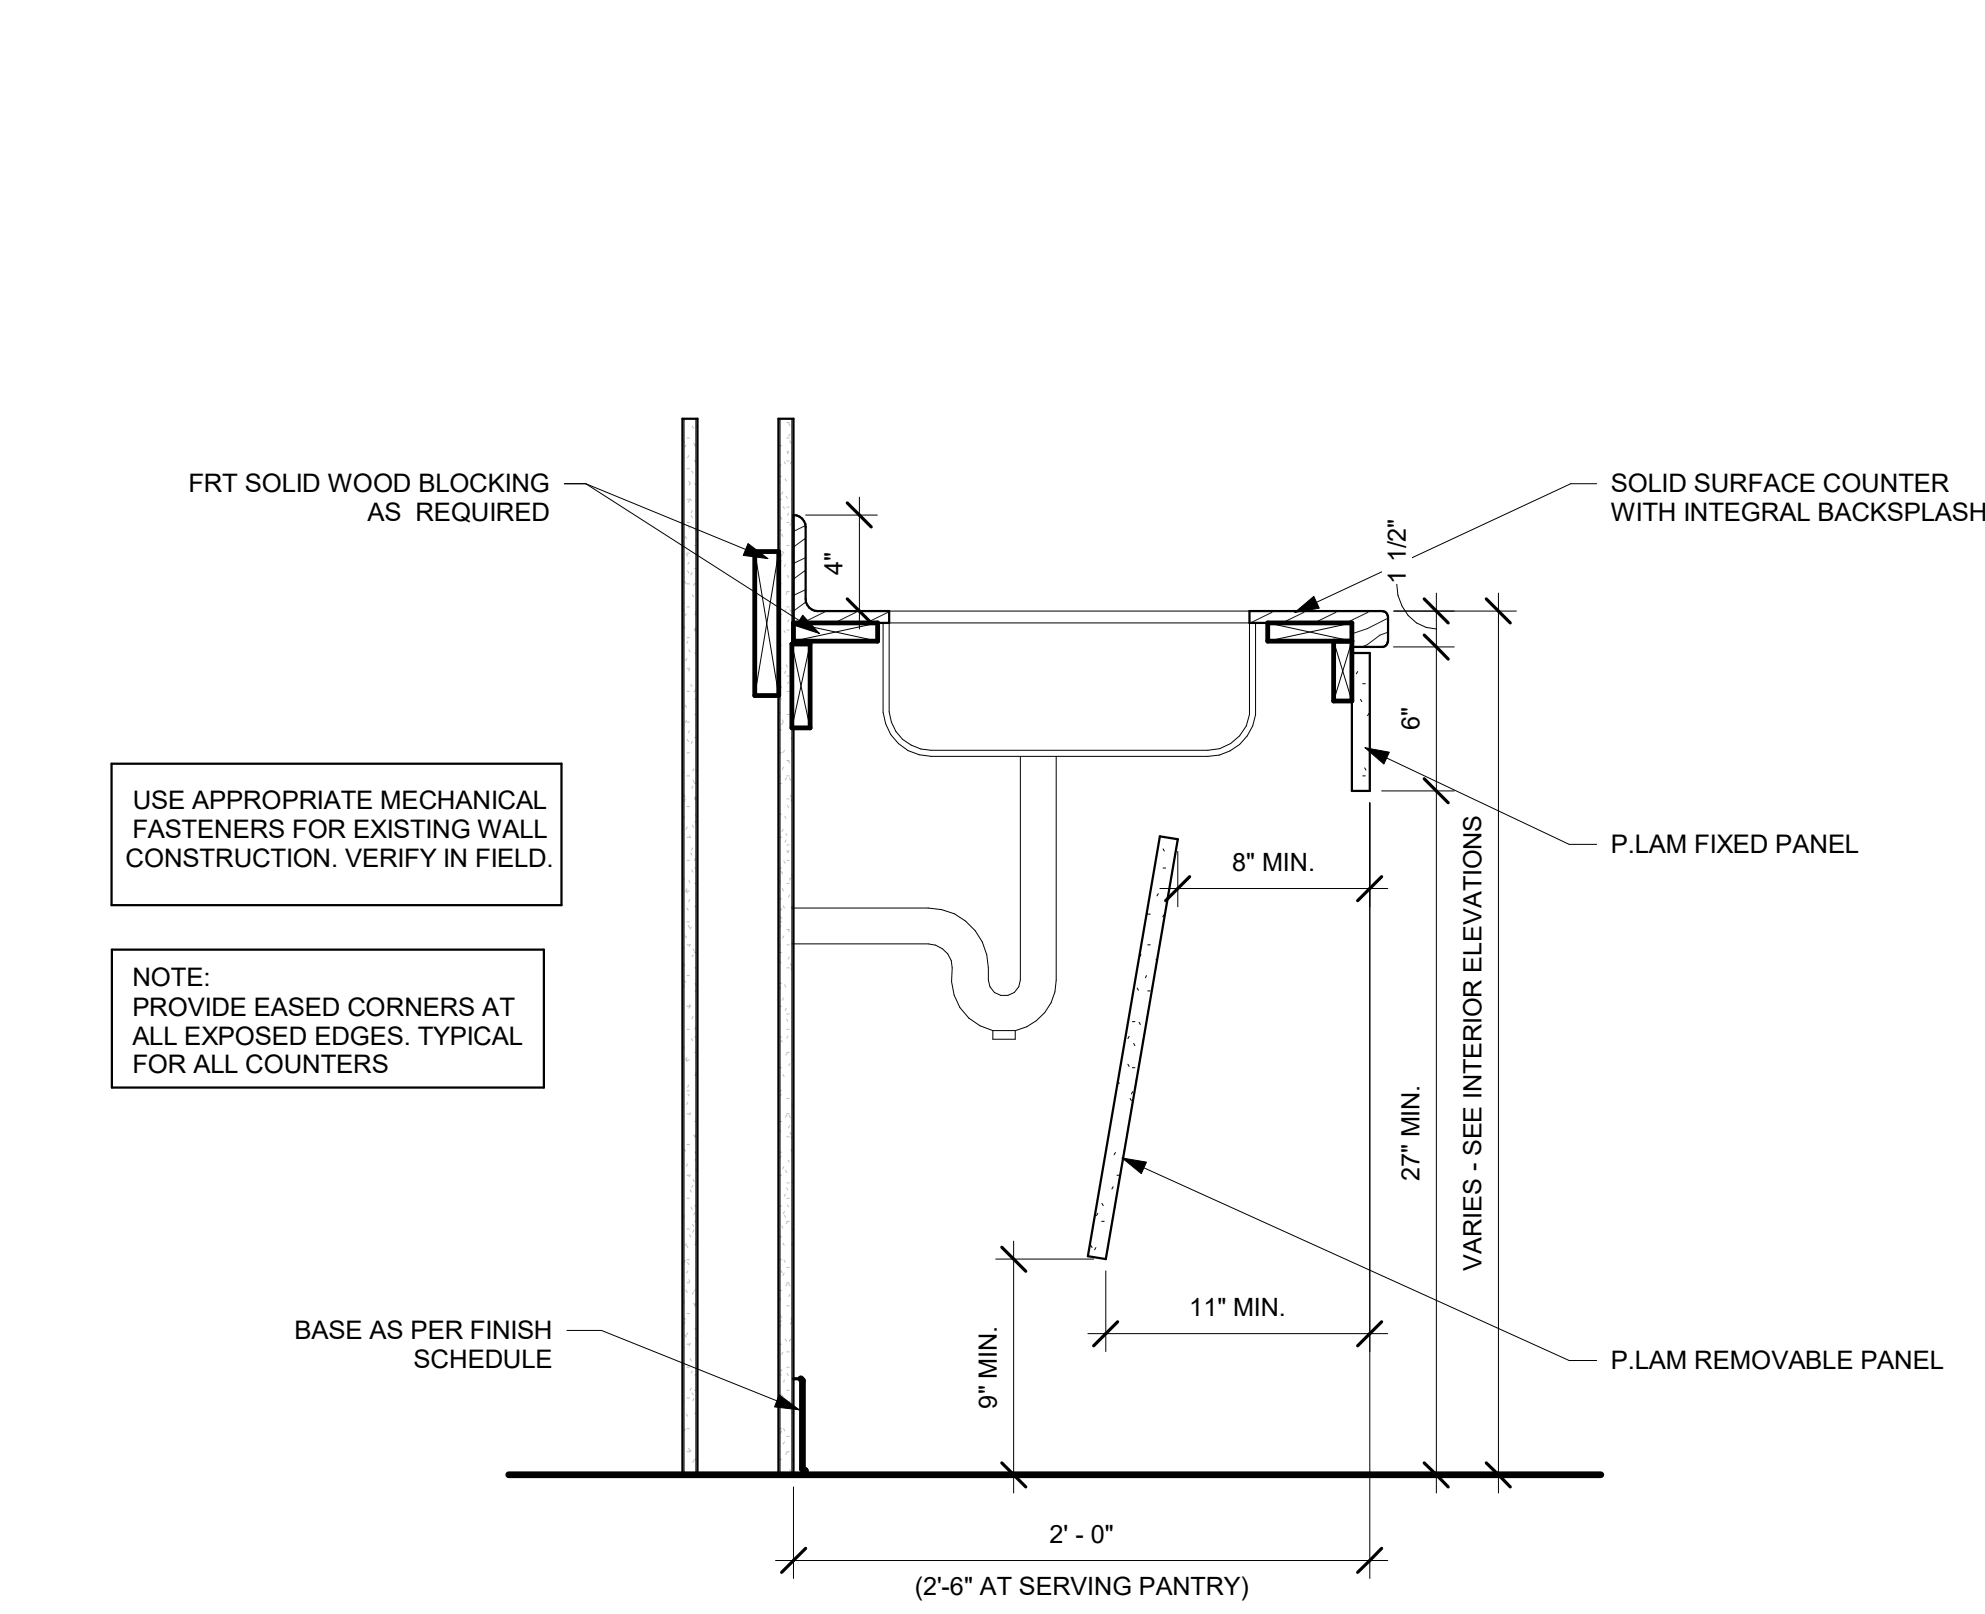 FRT SOLID WOOD BLOCKING
AS REQUIRED
SOLID SURFACE COUNTER
WITH INTEGRAL BACKSPLASH
4"
1 1/2"
6"
USE APPROPRIATE MECHANICAL
FASTENERS FOR EXISTING WALL
CONSTRUCTION. VERIFY IN FIELD.
P.LAM FIXED PANEL
8" MIN.
NOTE:
PROVIDE EASED CORNERS AT
ALL EXPOSED EDGES. TYPICAL
FOR ALL COUNTERS
27" MIN.
VARIES - SEE INTERIOR ELEVATIONS
11" MIN.
BASE AS PER FINISH
SCHEDULE
9" MIN.
P.LAM REMOVABLE PANEL
2' - 0"
(2'-6" AT SERVING PANTRY)